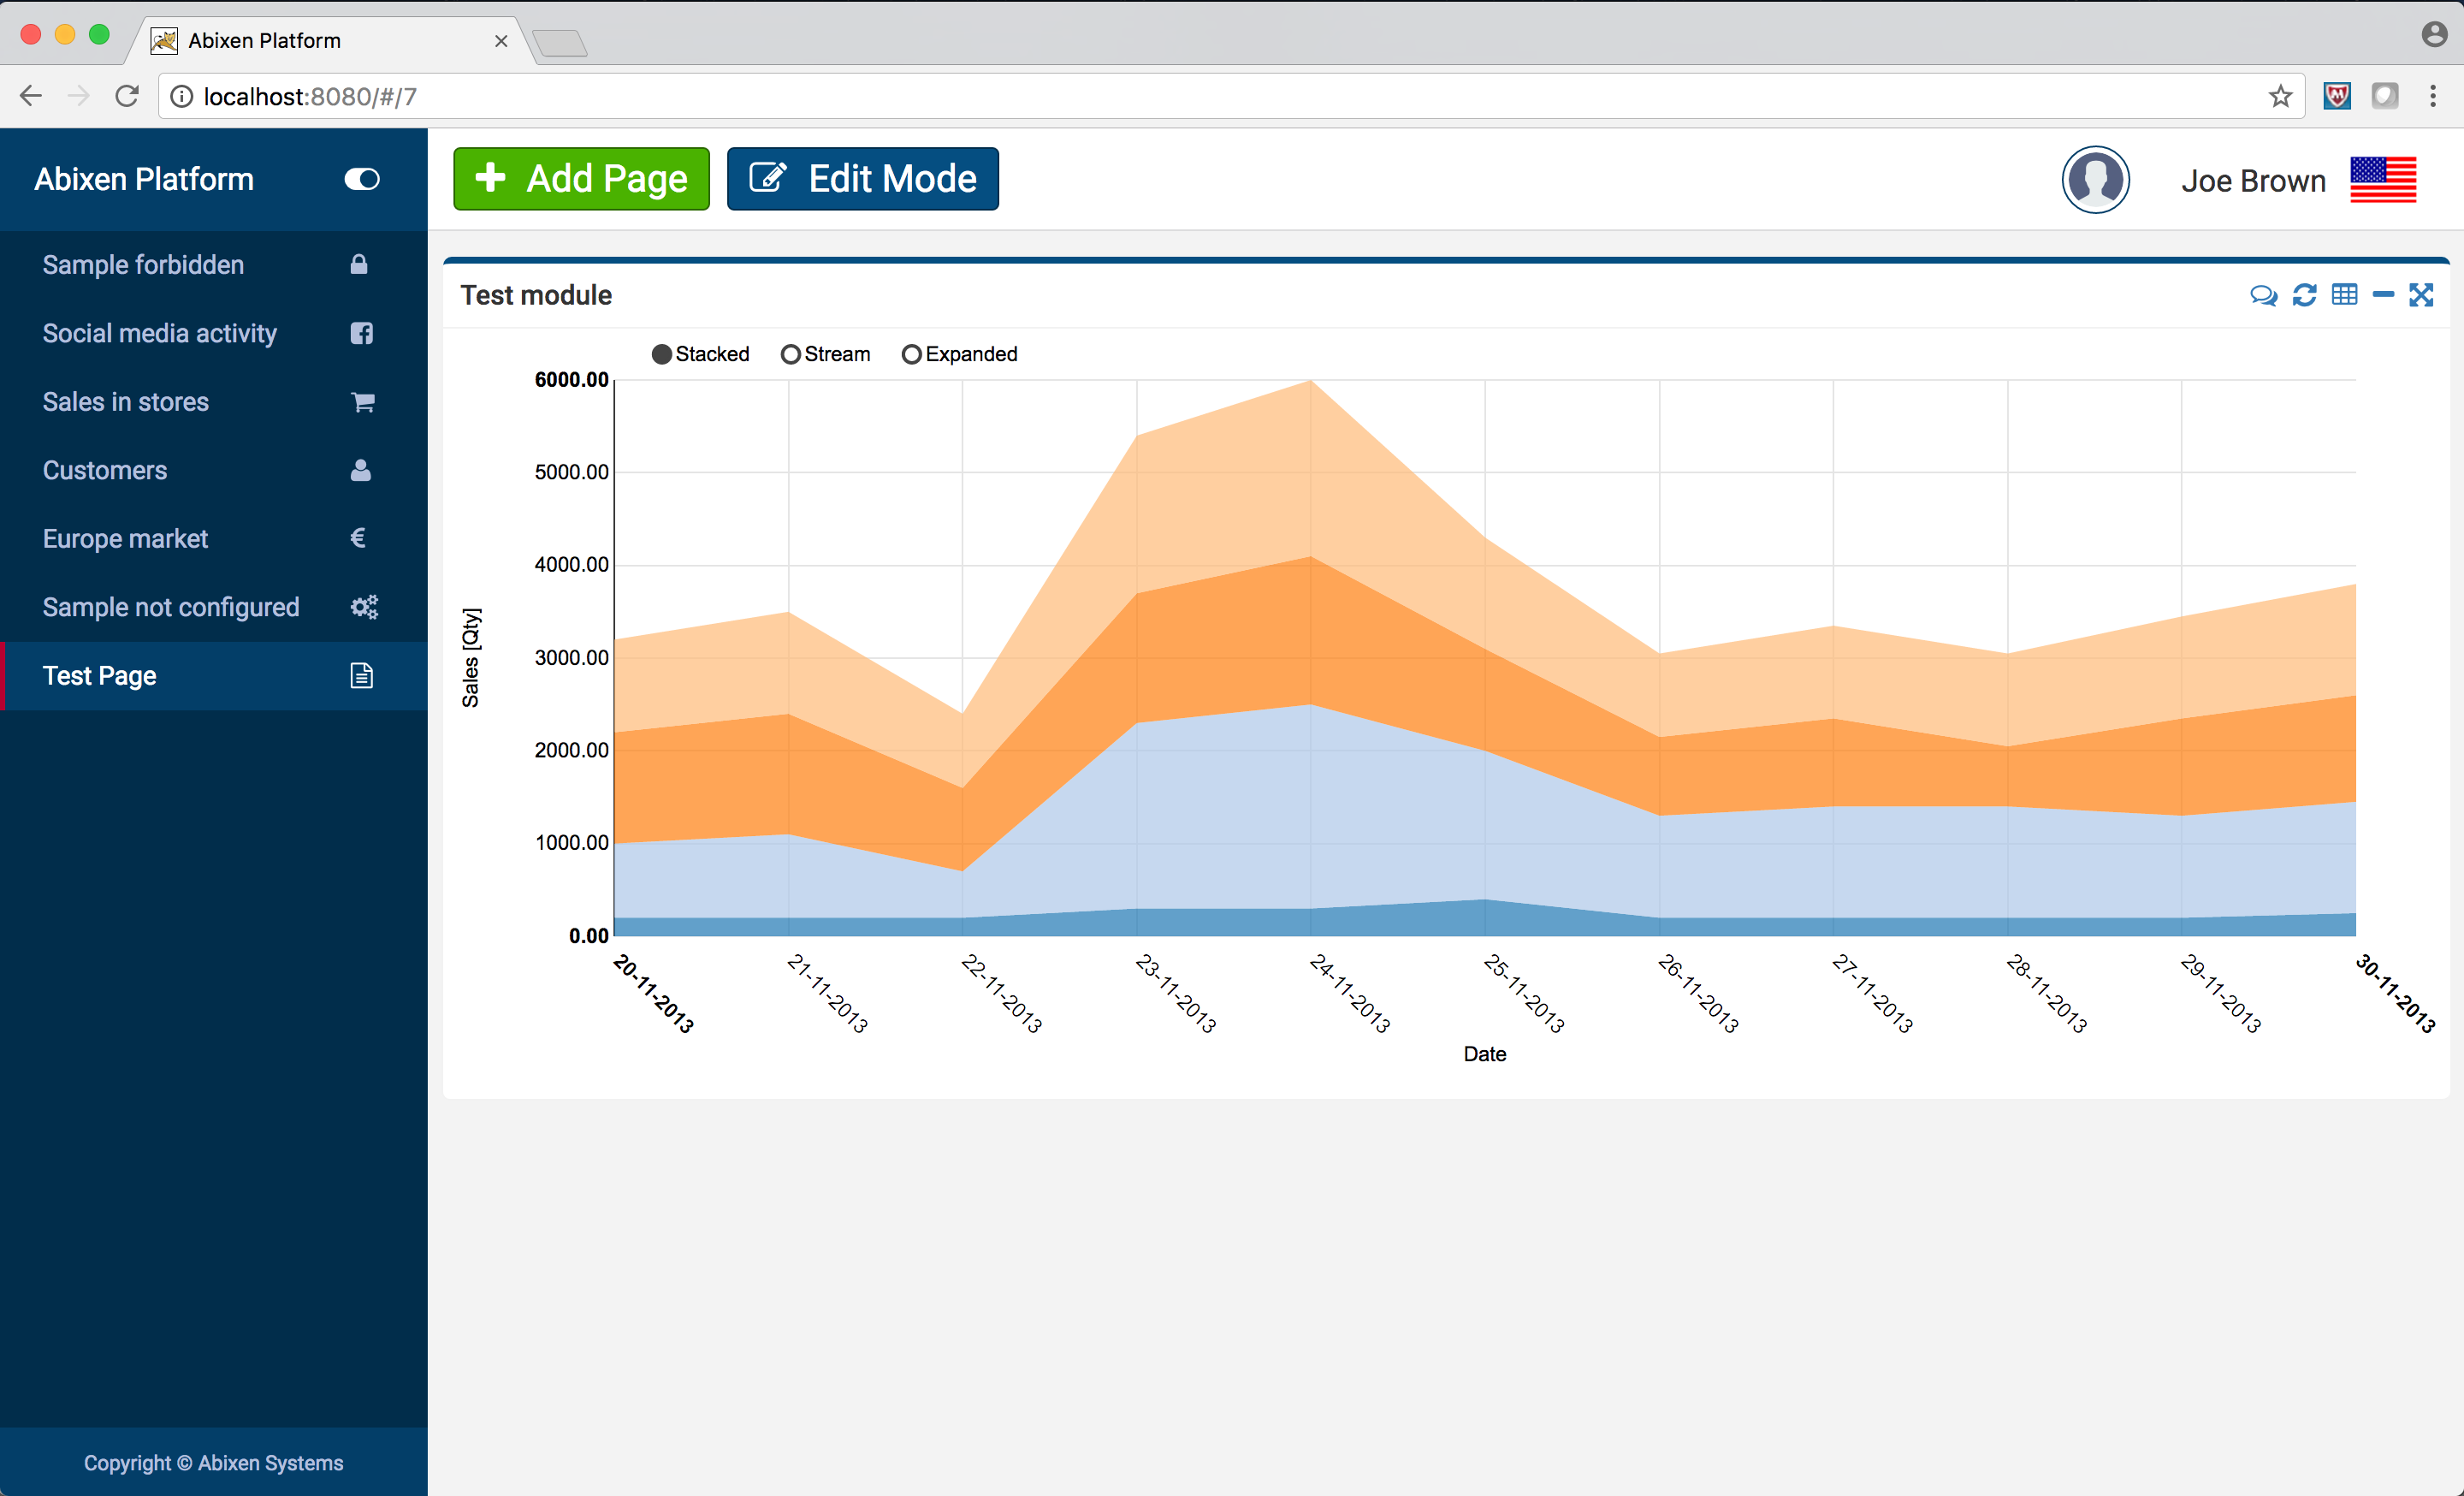 Abixen Platform
localhost:8080/#/7
Abixen Platform
Add Page
Edit Mode
Joe Brown
Sample forbidden
Social media activity
Sales in stores
Customers
Europe market
€
Sample not configured
Test Page
Copyright © Abixen Systems
Test module
Stacked Stream Expanded
6000.00
5000.00
4000.00
3000.00
2000.00
1000.00
0.00
Sales [Qty]
20-11-2013
21-11-2013
22-11-2013
23-11-2013
24-11-2013
25-11-2013
26-11-2013
27-11-2013
28-11-2013
29-11-2013
30-11-2013
Date